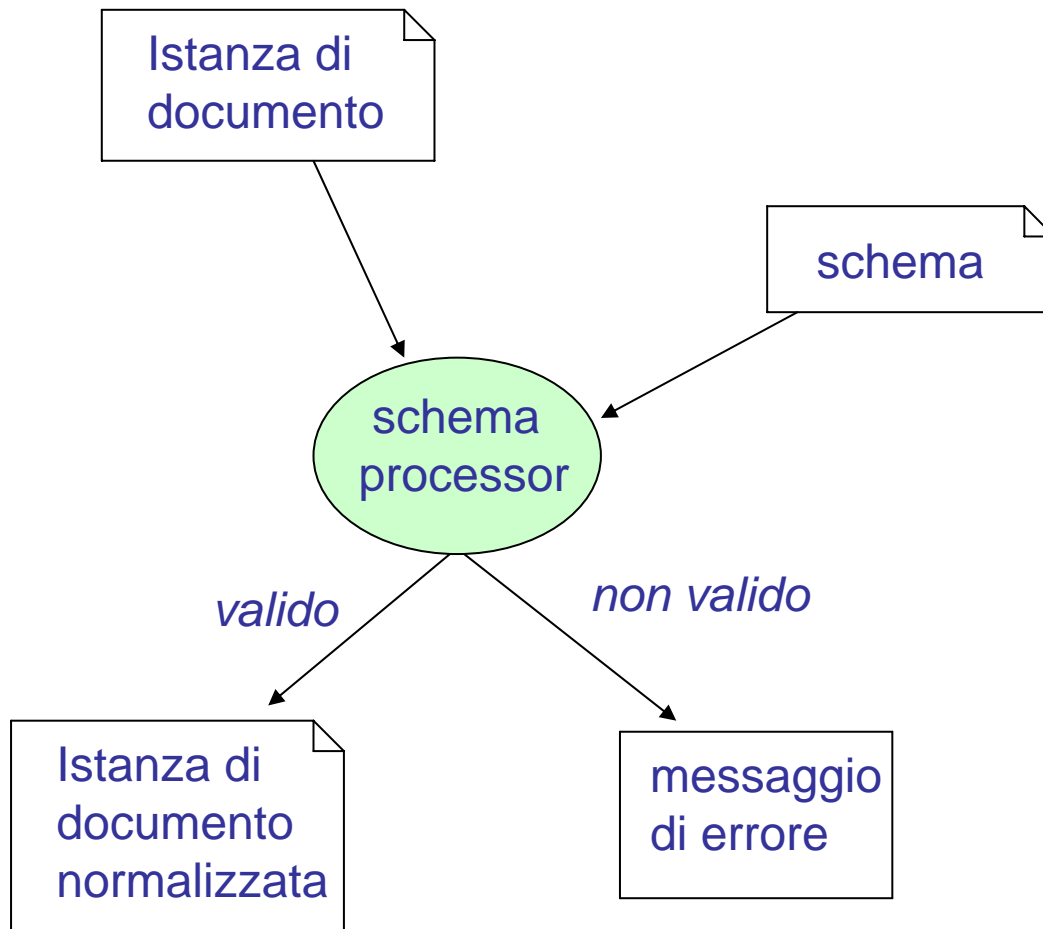 Istanza di
documento
schema
schema
processor
valido
non valido
Istanza di
documento
normalizzata
messaggio
di errore